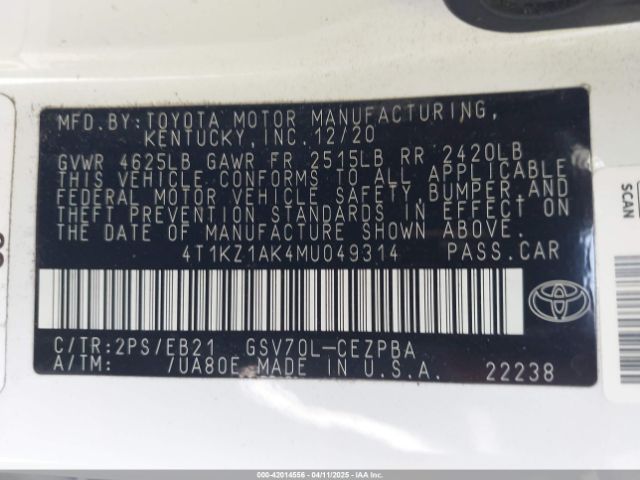 MFD.BY:TOYOTA MOTOR MANUFACTURING,
KENTUCKY,INC.12/20
GVWR 4625LB GAWR FR 2515LB RR 2420LB
THIS VEHICLE CONFORMS TO ALL APPLICABLE
FEDERAL MOTOR VEHICLE SAFETY,BUMPER,AND
THEFT PREVENTION STANDARDS IN EFFECT ON
THE DATE OF MANUFACTURE SHOWN ABOVE.
4T1KZ1AK4MU049314 PASS.CAR
C/TR:2PS/EB21 GSV70L-CEZPBA
A/TM: /UA80E MADE IN U.S.A. 22238
SCAN
000-42014556 | 04/11/2025 | IAAI.COM